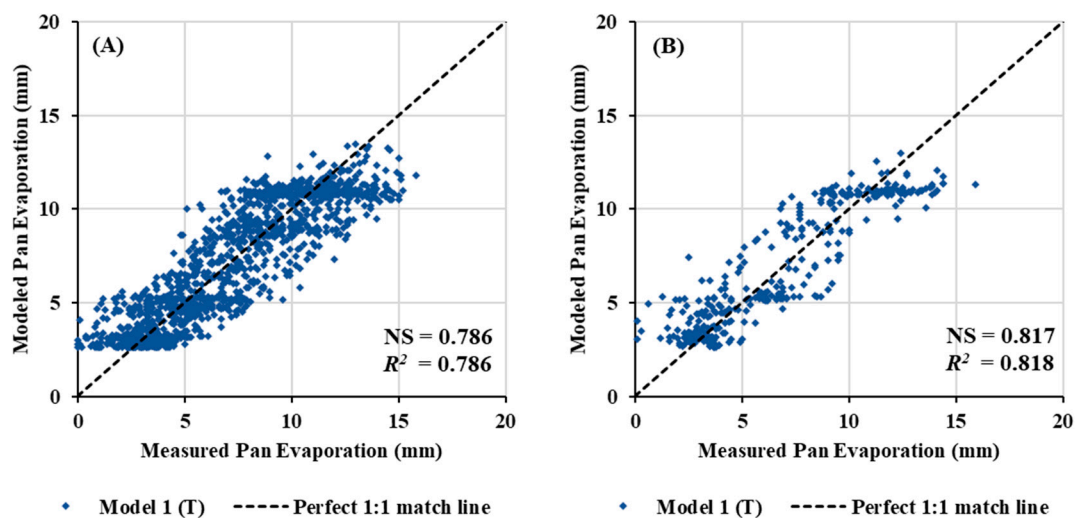 (A)
Modeled Pan Evaporation (mm)
20
15
10
5
0
NS = 0.786
R² = 0.786
0 5 10 15 20
Measured Pan Evaporation (mm)
Model 1 (T) Perfect 1:1 match line
(B)
Modeled Pan Evaporation (mm)
20
15
10
5
0
NS = 0.817
R² = 0.818
0 5 10 15 20
Measured Pan Evaporation (mm)
Model 1 (T) Perfect 1:1 match line